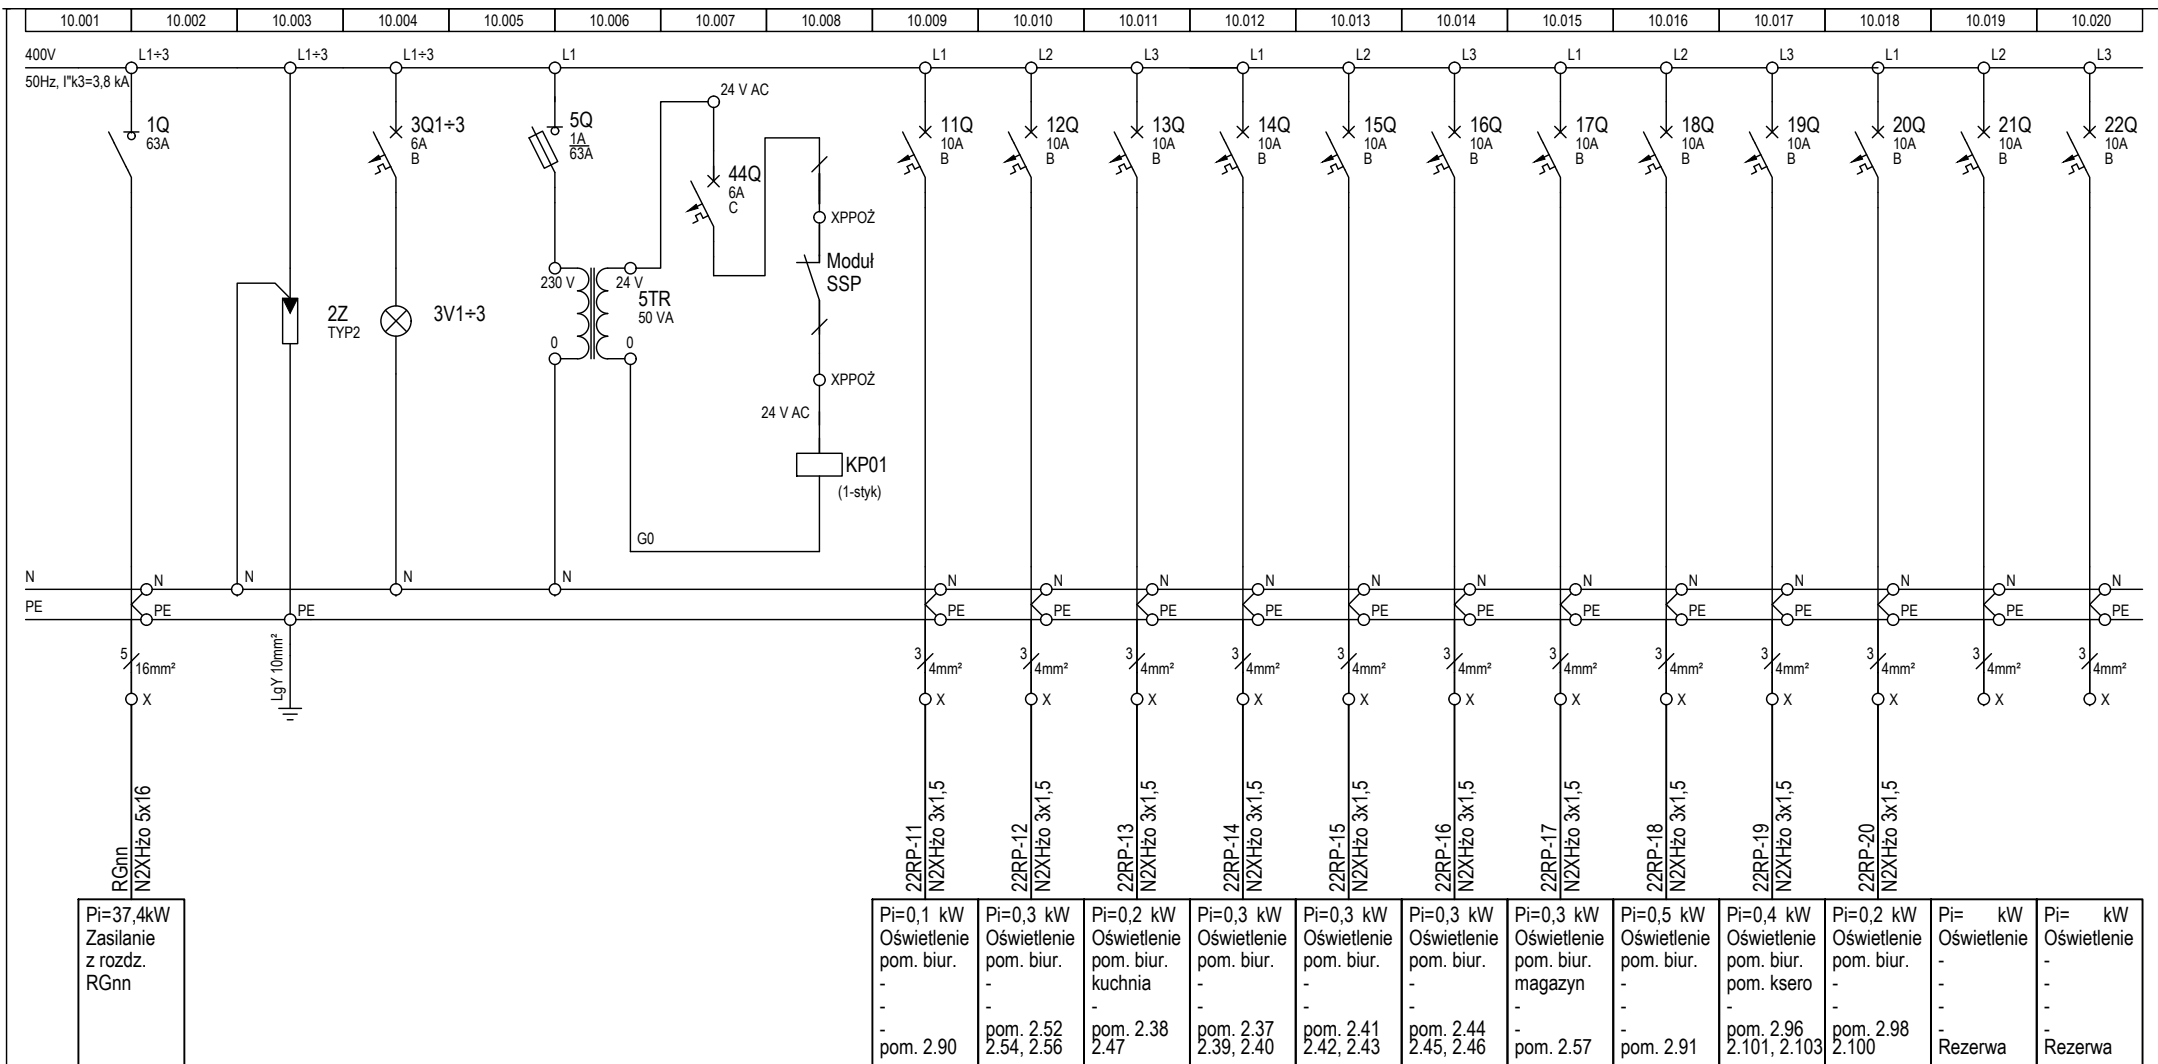 10.001 10.002 10.003 10.004 10.005 10.006 10.007 10.008 10.009 10.010 10.011 10.012 10.013 10.014 10.015 10.016 10.017 10.018 10.019 10.020
400V L1÷3 L1÷3 L1÷3 L1 L1 L2 L3 L1 L2 L3 L1 L2 L3 L1 L2 L3
50Hz, I"k3=3,8 kA
24 V AC
1Q
63A
3Q1÷3
6A
B
5Q
1A
63A
44Q
6A
C
11Q
10A
B
12Q
10A
B
13Q
10A
B
14Q
10A
B
15Q
10A
B
16Q
10A
B
17Q
10A
B
18Q
10A
B
19Q
10A
B
20Q
10A
B
21Q
10A
B
22Q
10A
B
XPPOŻ
Moduł
SSP
230 V
24 V
5TR
50 VA
2Z
TYP2
3V1÷3
0
0
XPPOŻ
24 V AC
KP01
(1-styk)
G0
N N N N N N N N N N N N N N N N N
PE PE PE PE PE PE PE PE PE PE PE PE PE PE PE
LgY 10mm²
5 3 3 3 3 3 3 3 3 3 3 3 3
16mm² 4mm² 4mm² 4mm² 4mm² 4mm² 4mm² 4mm² 4mm² 4mm² 4mm² 4mm² 4mm²
X X X X X X X X X X X X X
RGnn
N2XHżo 5x16
22RP-11
N2XHżo 3x1,5
22RP-12
N2XHżo 3x1,5
22RP-13
N2XHżo 3x1,5
22RP-14
N2XHżo 3x1,5
22RP-15
N2XHżo 3x1,5
22RP-16
N2XHżo 3x1,5
22RP-17
N2XHżo 3x1,5
22RP-18
N2XHżo 3x1,5
22RP-19
N2XHżo 3x1,5
22RP-20
N2XHżo 3x1,5
Pi=37,4kW
Zasilanie
z rozdz.
RGnn
Pi=0,1 kW
Oświetlenie
pom. biur.
-
-
-
pom. 2.90
Pi=0,3 kW
Oświetlenie
pom. biur.
-
-
pom. 2.52
2.54, 2.56
Pi=0,2 kW
Oświetlenie
pom. biur.
kuchnia
-
pom. 2.38
2.47
Pi=0,3 kW
Oświetlenie
pom. biur.
-
-
pom. 2.37
2.39, 2.40
Pi=0,3 kW
Oświetlenie
pom. biur.
-
-
pom. 2.41
2.42, 2.43
Pi=0,3 kW
Oświetlenie
pom. biur.
-
-
pom. 2.44
2.45, 2.46
Pi=0,3 kW
Oświetlenie
pom. biur.
magazyn
-
-
pom. 2.57
Pi=0,5 kW
Oświetlenie
pom. biur.
-
-
-
pom. 2.91
Pi=0,4 kW
Oświetlenie
pom. biur.
pom. ksero
-
pom. 2.96
2.101, 2.103
Pi=0,2 kW
Oświetlenie
pom. biur.
-
-
pom. 2.98
2.100
Pi= kW
Oświetlenie
-
-
-
-
Rezerwa
Pi= kW
Oświetlenie
-
-
-
-
Rezerwa